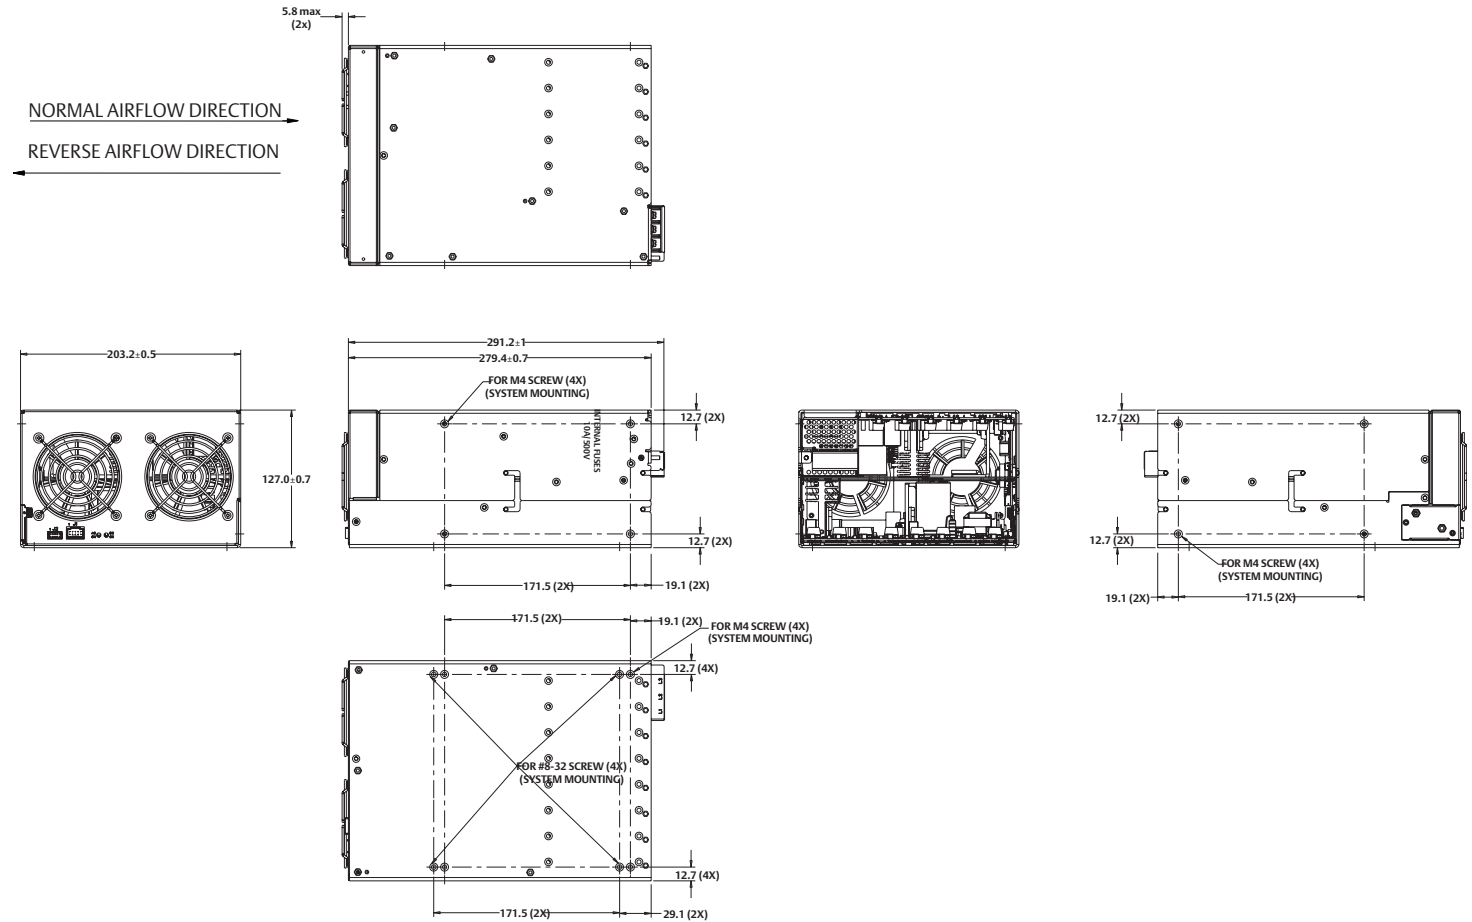 5.8 max
(2x)
NORMAL AIRFLOW DIRECTION
REVERSE AIRFLOW DIRECTION
203.2±0.5
127.0±0.7
291.2±1
279.4±0.7
FOR M4 SCREW (4X)
(SYSTEM MOUNTING)
INTERNAL FUSES
10A/500V
12.7 (2X)
12.7 (2X)
171.5 (2X)
19.1 (2X)
12.7 (2X)
12.7 (2X)
FOR M4 SCREW (4X)
(SYSTEM MOUNTING)
19.1 (2X)
171.5 (2X)
171.5 (2X)
19.1 (2X)
FOR M4 SCREW (4X)
(SYSTEM MOUNTING)
12.7 (4X)
L3
L2
L1
FOR #8-32 SCREW (4X)
(SYSTEM MOUNTING)
12.7 (4X)
171.5 (2X)
29.1 (2X)